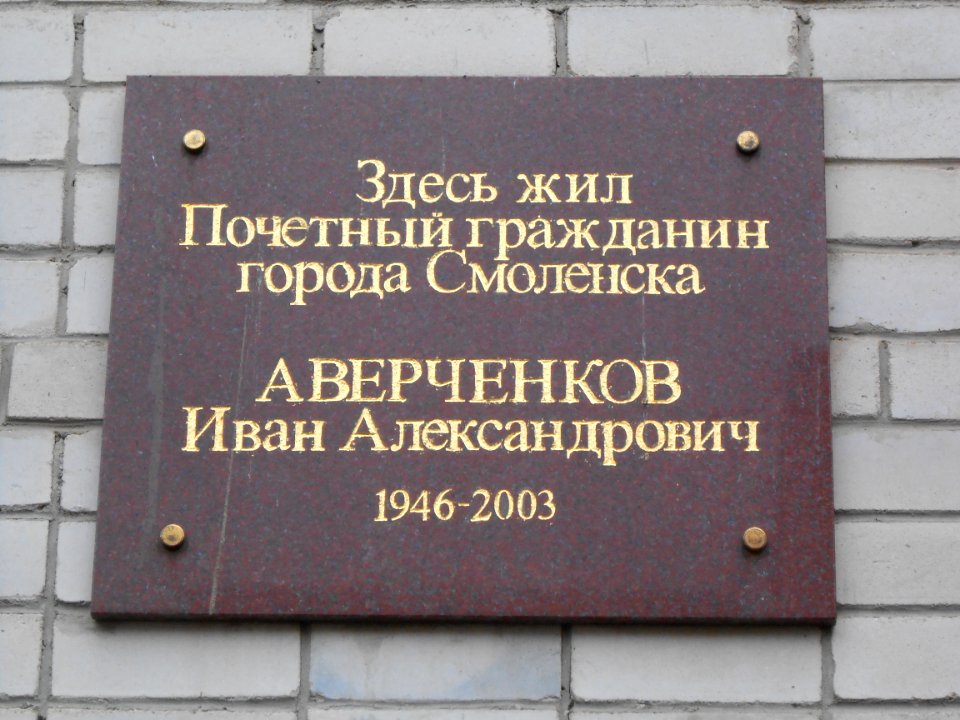 Здесь жил
Почетный гражданин
города Смоленска
АВЕРЧЕНКОВ
Иван Александрович
1946-2003